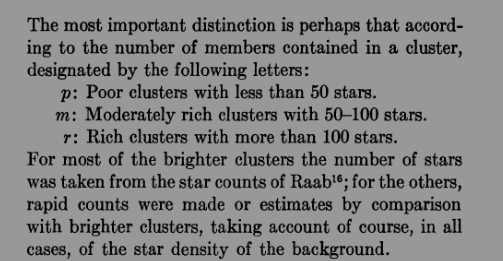 The most important distinction is perhaps that accord-
ing to the number of members contained in a cluster,
designated by the following letters:
p: Poor clusters with less than 50 stars.
m: Moderately rich clusters with 50–100 stars.
r: Rich clusters with more than 100 stars.
For most of the brighter clusters the number of stars
was taken from the star counts of Raab¹⁶; for the others,
rapid counts were made or estimates by comparison
with brighter clusters, taking account of course, in all
cases, of the star density of the background.